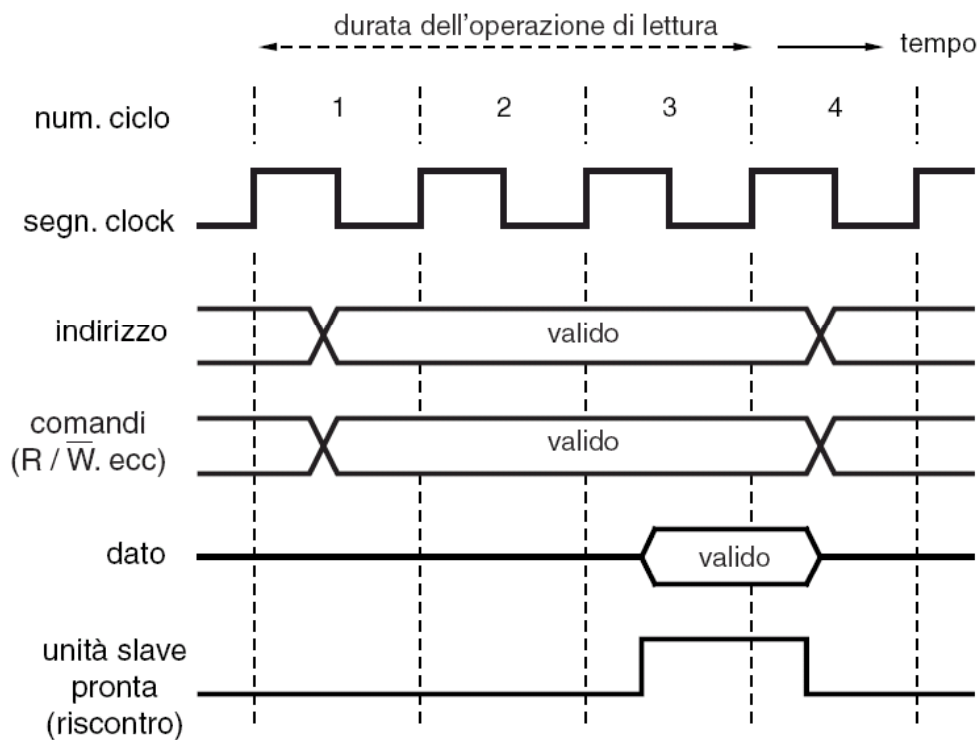 durata dell'operazione di lettura
tempo
num. ciclo 1 2 3 4
segn. clock
indirizzo
valido
comandi
(R / W̅. ecc)
valido
dato
valido
unità slave
pronta
(riscontro)